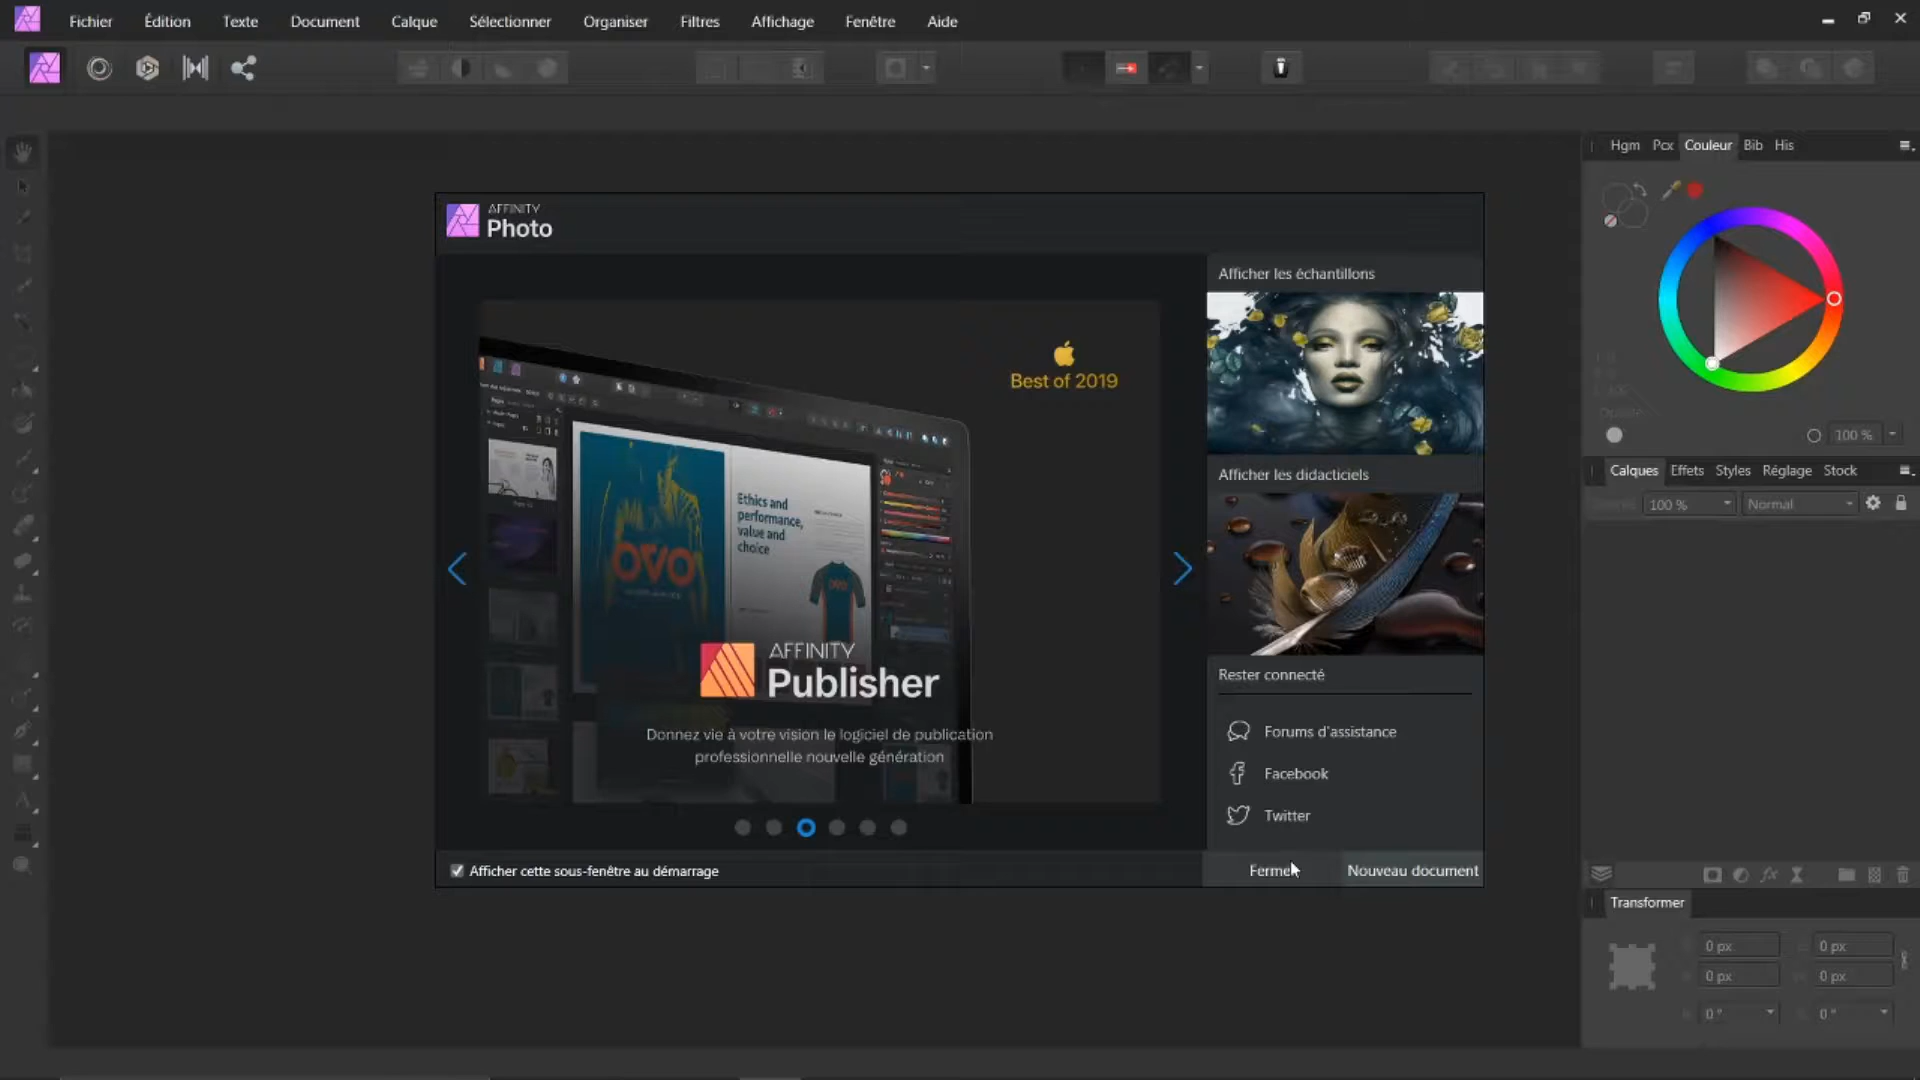 Fichier Édition Texte Document Calque Sélectionner Organiser Filtres Affichage Fenêtre Aide
Hgm Pcx Couleur Bib His
AFFINITY
Photo
Afficher les échantillons
Best of 2019
Ethics and
performance,
value and
choice
OVO
100 %
Calques Effets Styles Réglage Stock
Afficher les didacticiels
100 % Normal
AFFINITY
Publisher
Donnez vie à votre vision le logiciel de publication
professionnelle nouvelle génération
Rester connecté
Forums d'assistance
Facebook
Twitter
Afficher cette sous-fenêtre au démarrage
Ferme
Nouveau document
Transformer
0 px 0 px
0 px 0 px
0 ° 0 °